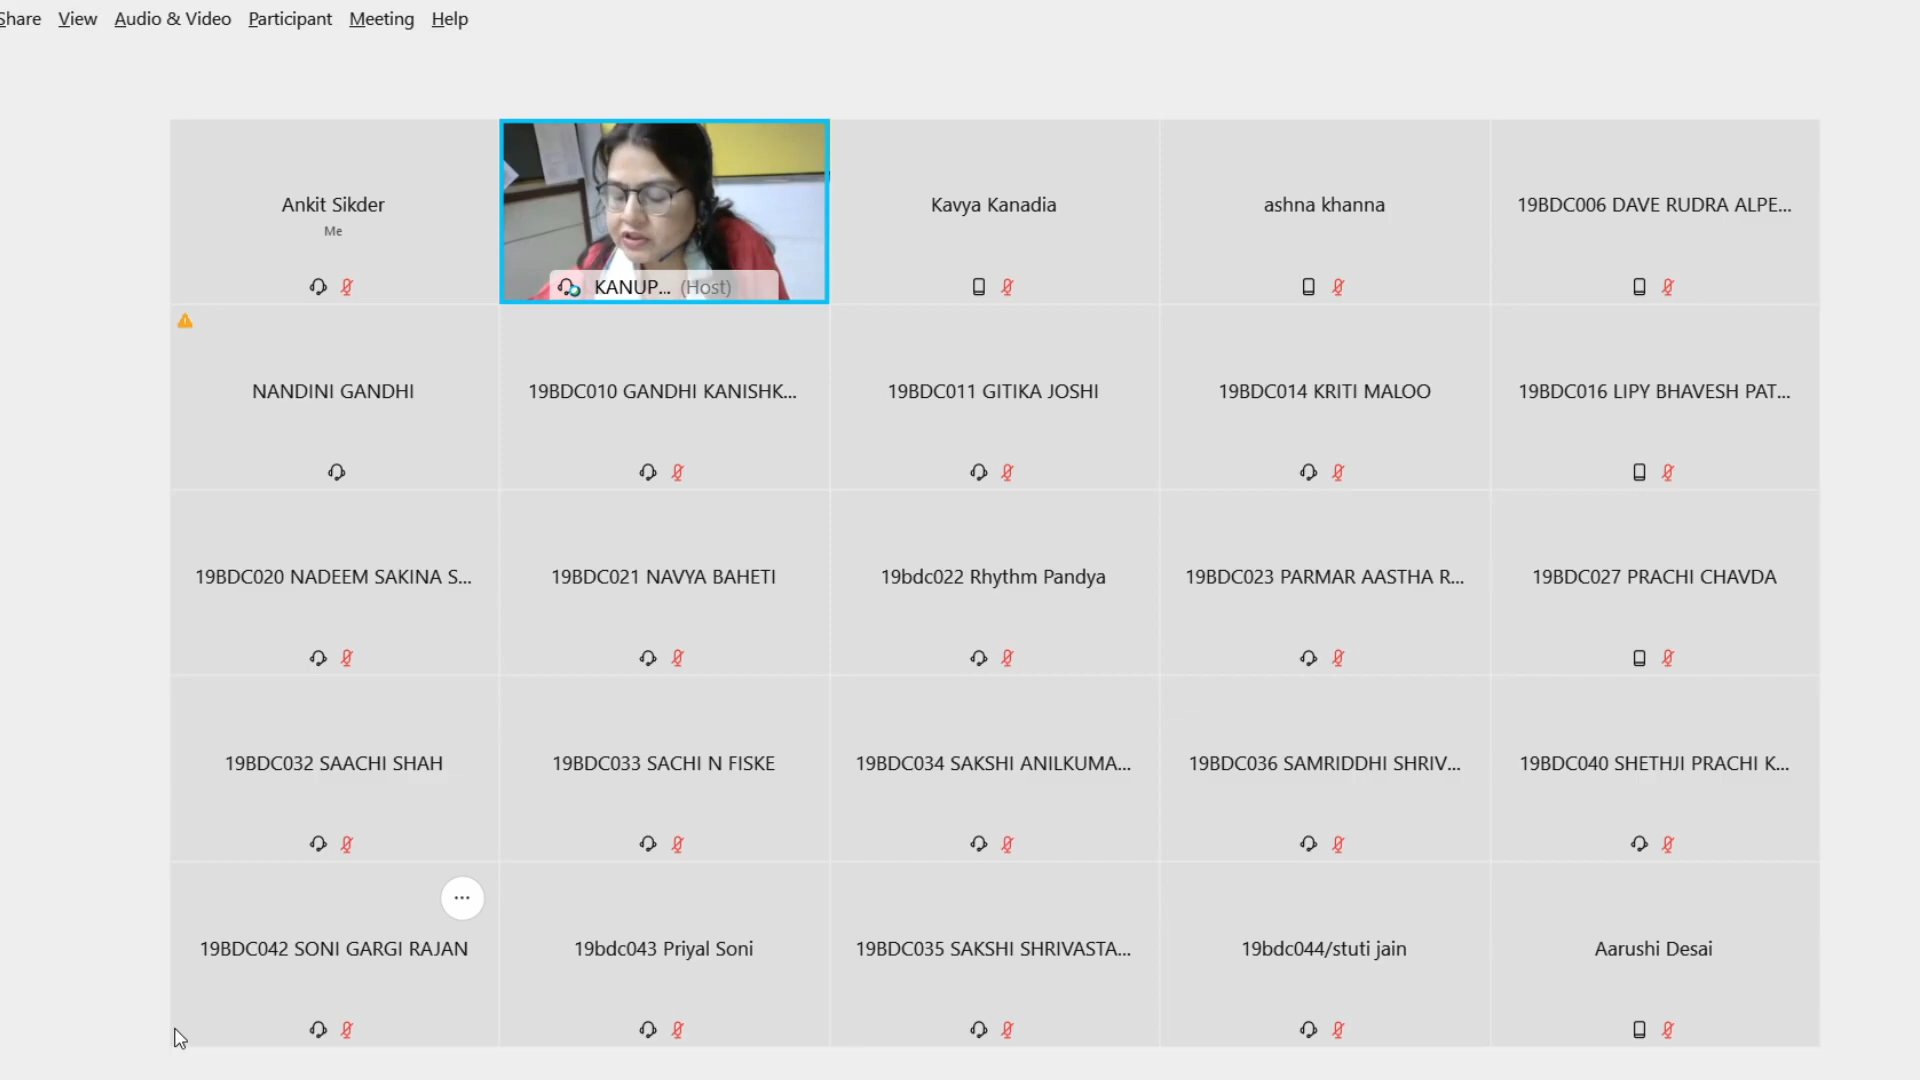 Share View Audio & Video Participant Meeting Help
Ankit Sikder
Me
KANUP... (Host)
Kavya Kanadia
ashna khanna
19BDC006 DAVE RUDRA ALPE...
NANDINI GANDHI
19BDC010 GANDHI KANISHK...
19BDC011 GITIKA JOSHI
19BDC014 KRITI MALOO
19BDC016 LIPY BHAVESH PAT...
19BDC020 NADEEM SAKINA S...
19BDC021 NAVYA BAHETI
19bdc022 Rhythm Pandya
19BDC023 PARMAR AASTHA R...
19BDC027 PRACHI CHAVDA
19BDC032 SAACHI SHAH
19BDC033 SACHI N FISKE
19BDC034 SAKSHI ANILKUMA...
19BDC036 SAMRIDDHI SHRIV...
19BDC040 SHETHJI PRACHI K...
19BDC042 SONI GARGI RAJAN
19bdc043 Priyal Soni
19BDC035 SAKSHI SHRIVASTA...
19bdc044/stuti jain
Aarushi Desai